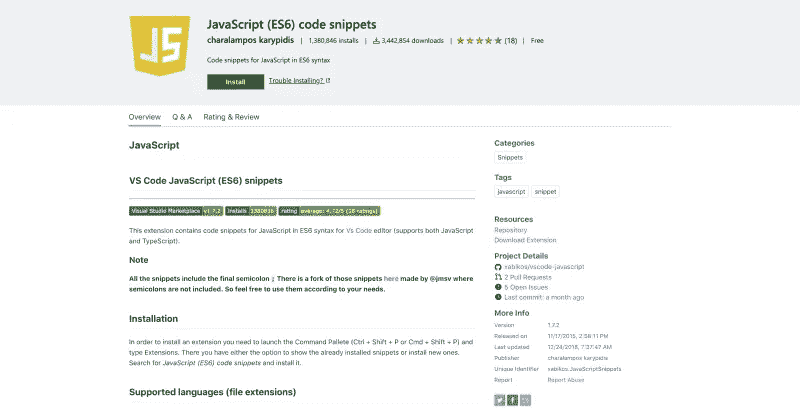 JS
JavaScript (ES6) code snippets
charalampos karypidis | 1,380,846 installs | 3,442,854 downloads | (18) | Free
Code snippets for JavaScript in ES6 syntax
Install Trouble Installing?
Overview Q & A Rating & Review
JavaScript
VS Code JavaScript (ES6) snippets
Visual Studio Marketplace v1.7.2 Installs 1380816 rating average: 4.72/5 (18 ratings)
This extension contains code snippets for JavaScript in ES6 syntax for Vs Code editor (supports both JavaScript
and TypeScript).
Note
All the snippets include the final semicolon ; There is a fork of those snippets here made by @jmsv where
semicolons are not included. So feel free to use them according to your needs.
Installation
In order to install an extension you need to launch the Command Pallete (Ctrl + Shift + P or Cmd + Shift + P) and
type Extensions. There you have either the option to show the already installed snippets or install new ones.
Search for JavaScript (ES6) code snippets and install it.
Supported languages (file extensions)
Categories
Snippets
Tags
javascript snippet
Resources
Repository
Download Extension
Project Details
xabikos/vscode-javascript
2 Pull Requests
Open Issues
Last commit: a month ago
More Info
Version 1.7.2
Released on 11/17/2015, 2:58:11 PM
Last updated 12/24/2018, 7:37:47 AM
Publisher charalampos karypidis
Unique Identifier xabikos.JavaScriptSnippets
Report Report Abuse